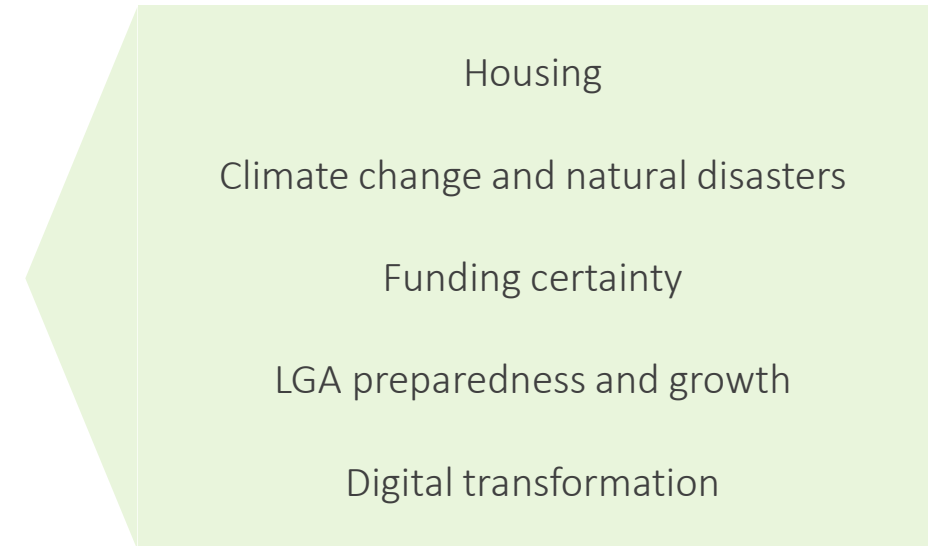 Housing
Climate change and natural disasters
Funding certainty
LGA preparedness and growth
Digital transformation